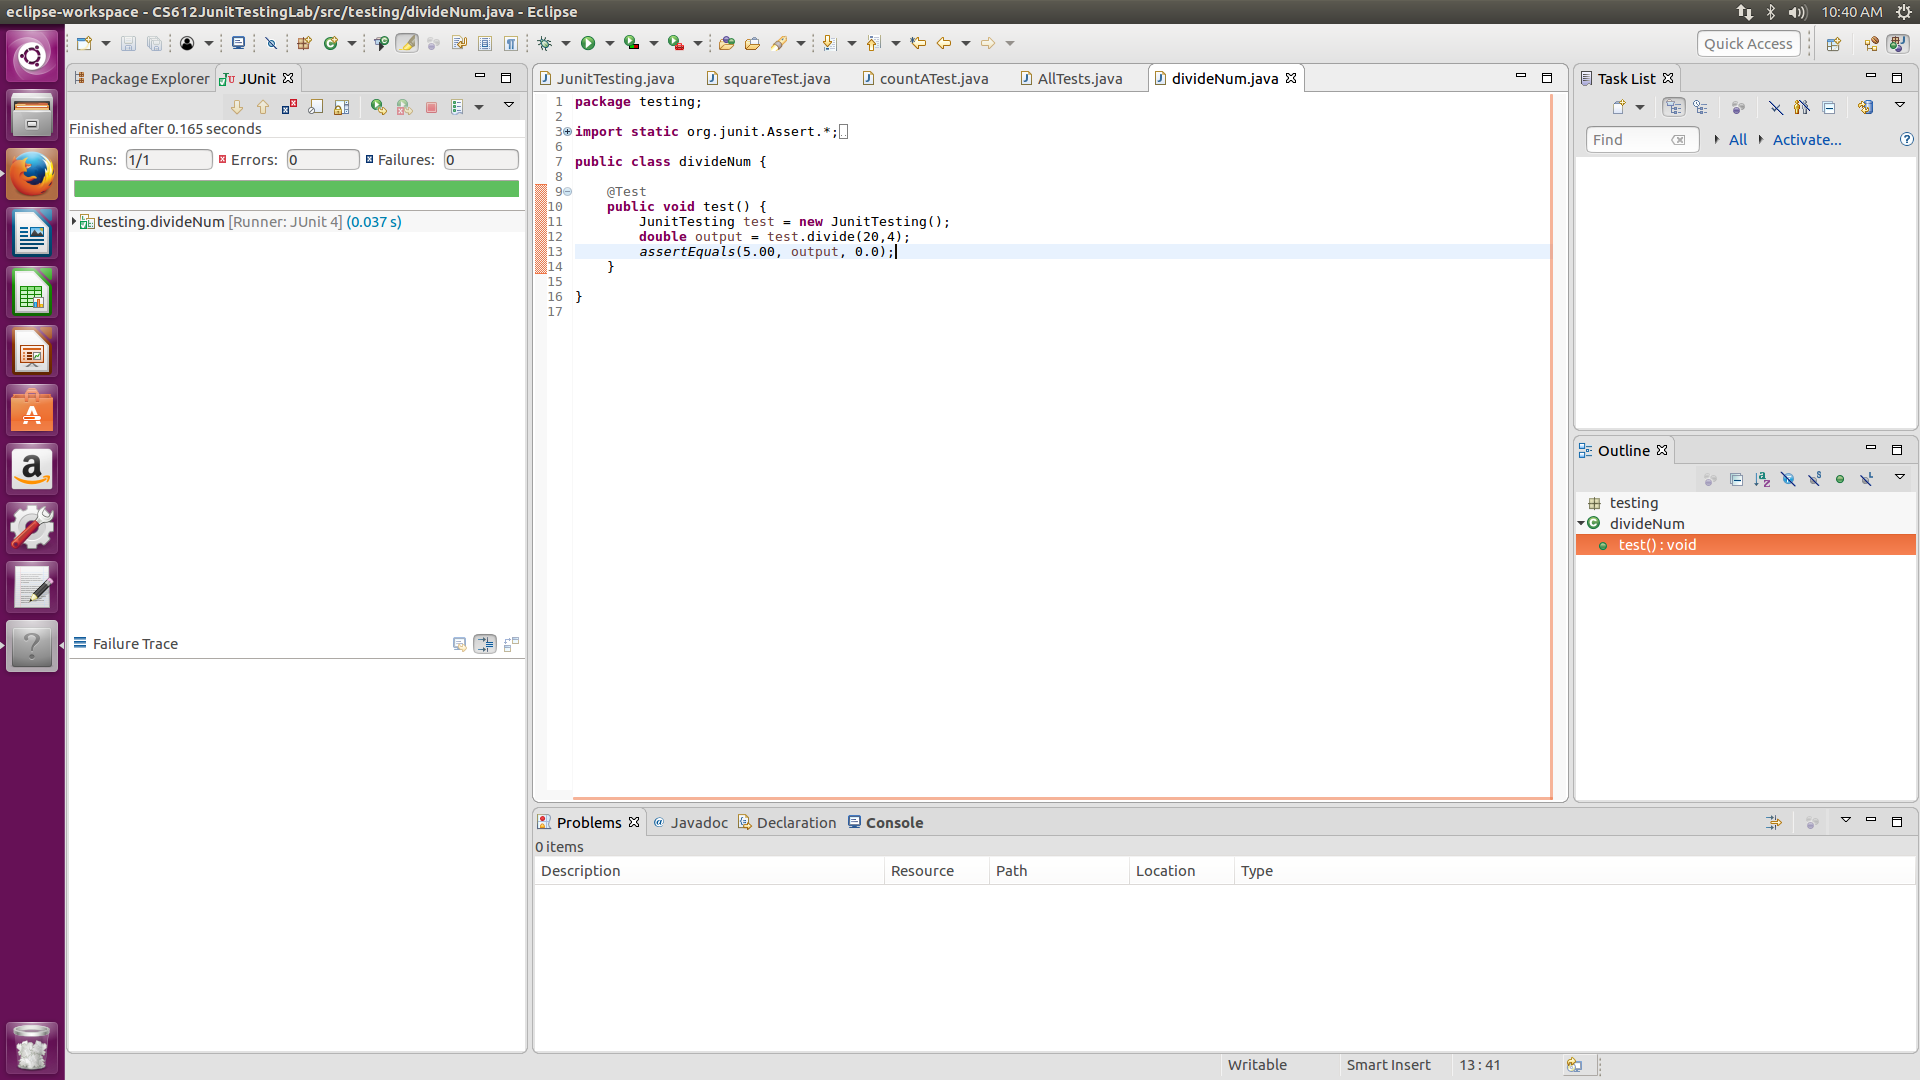 eclipse-workspace - CS612JunitTestingLab/src/testing/divideNum.java - Eclipse
10:40 AM
Quick Access
Package Explorer
JUnit
Finished after 0.165 seconds
Runs: 1/1
Errors: 0
Failures: 0
testing.divideNum [Runner: JUnit 4] (0.037 s)
Failure Trace
JunitTesting.java
squareTest.java
countATest.java
AllTests.java
divideNum.java
1 package testing;
2
3 import static org.junit.Assert.*;
6
7 public class divideNum {
8
9 @Test
10 public void test() {
11 JunitTesting test = new JunitTesting();
12 double output = test.divide(20,4);
13 assertEquals(5.00, output, 0.0);
14 }
15
16 }
17
Task List
Find
All
Activate...
Outline
testing
divideNum
test() : void
Problems
@ Javadoc
Declaration
Console
0 items
Description Resource Path Location Type
Writable
Smart Insert
13 : 41